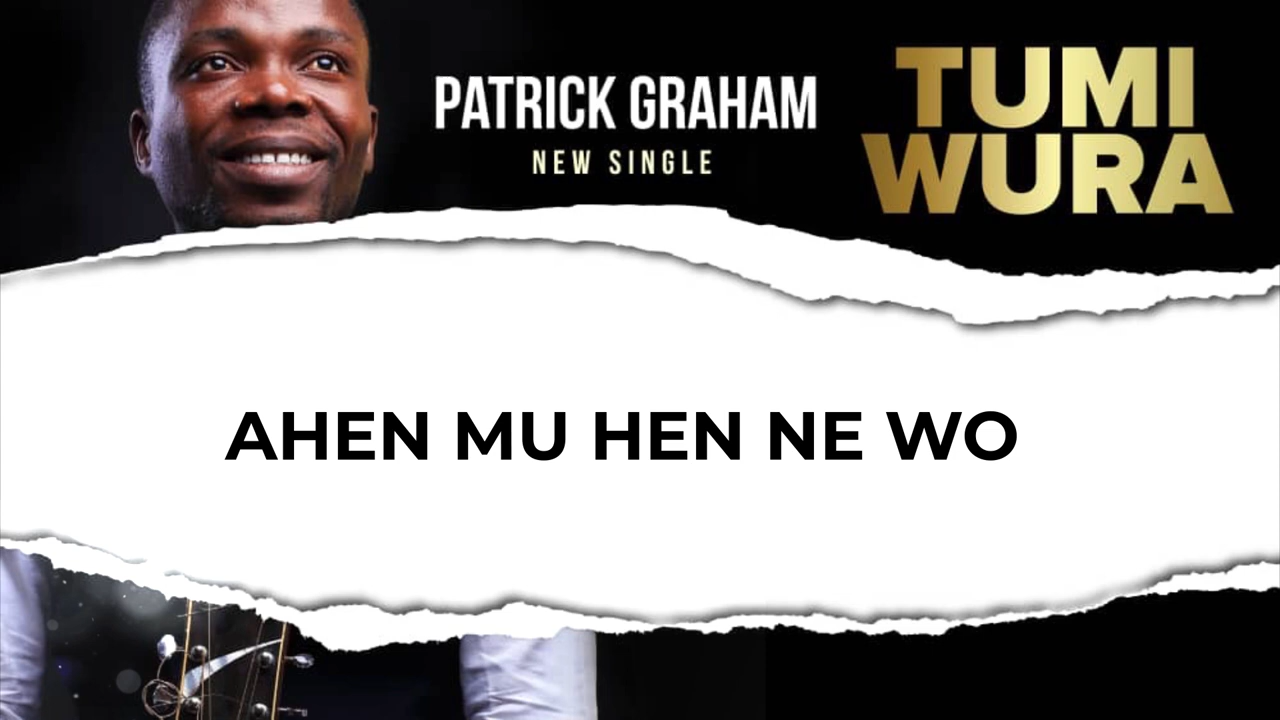 PATRICK GRAHAM
NEW SINGLE
TUMI
WURA
AHEN MU HEN NE WO